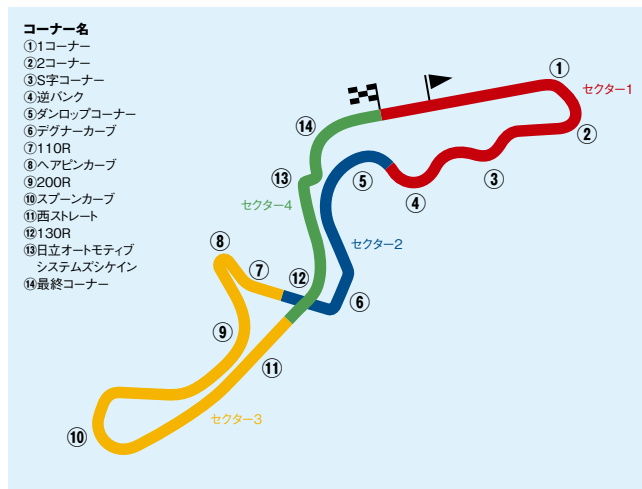 コーナー名
①1コーナー
②2コーナー
③S字コーナー
④逆バンク
⑤ダンロップコーナー
⑥デグナーカーブ
⑦110R
⑧ヘアピンカーブ
⑨200R
⑩スプーンカーブ
⑪西ストレート
⑫130R
⑬日立オートモティブ
システムズシケイン
⑭最終コーナー
①
セクター1
②
③
④
⑤
⑭
⑬
セクター4
セクター2
⑧
⑦
⑫
⑥
⑨
⑪
セクター3
⑩